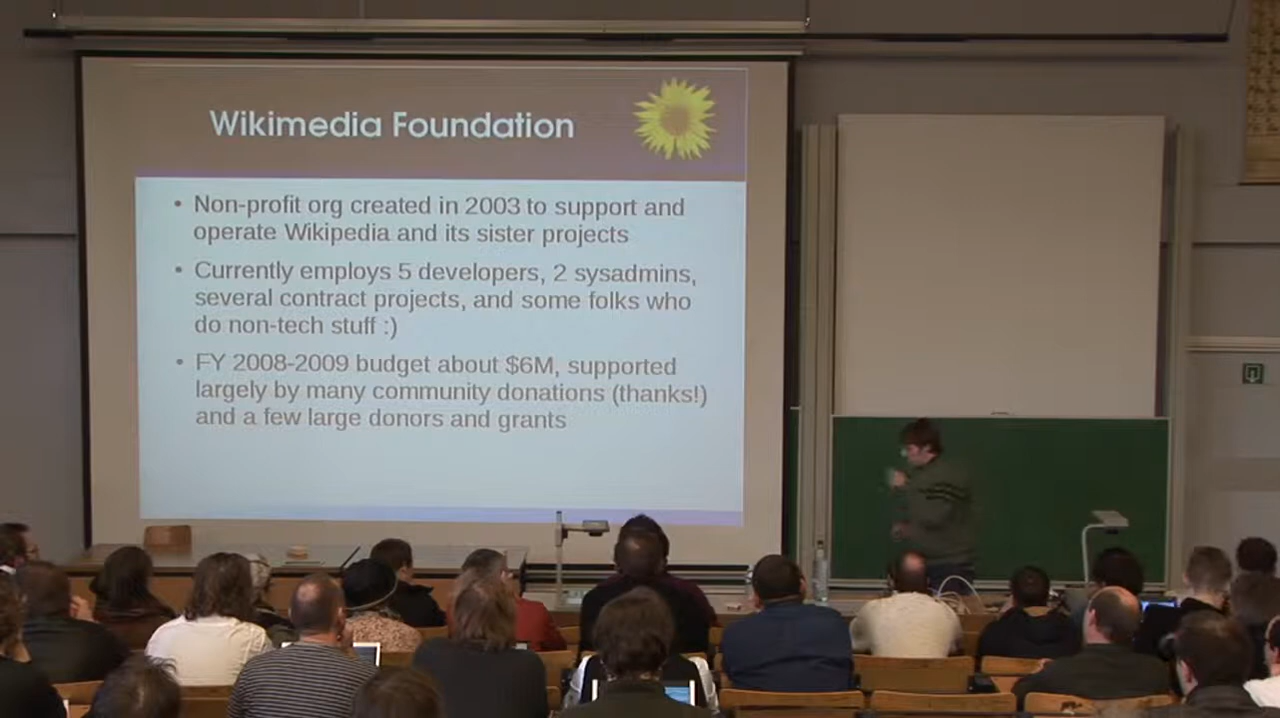 Wikimedia Foundation
• Non-profit org created in 2003 to support and
operate Wikipedia and its sister projects
• Currently employs 5 developers, 2 sysadmins,
several contract projects, and some folks who
do non-tech stuff :)
• FY 2008-2009 budget about $6M, supported
largely by many community donations (thanks!)
and a few large donors and grants